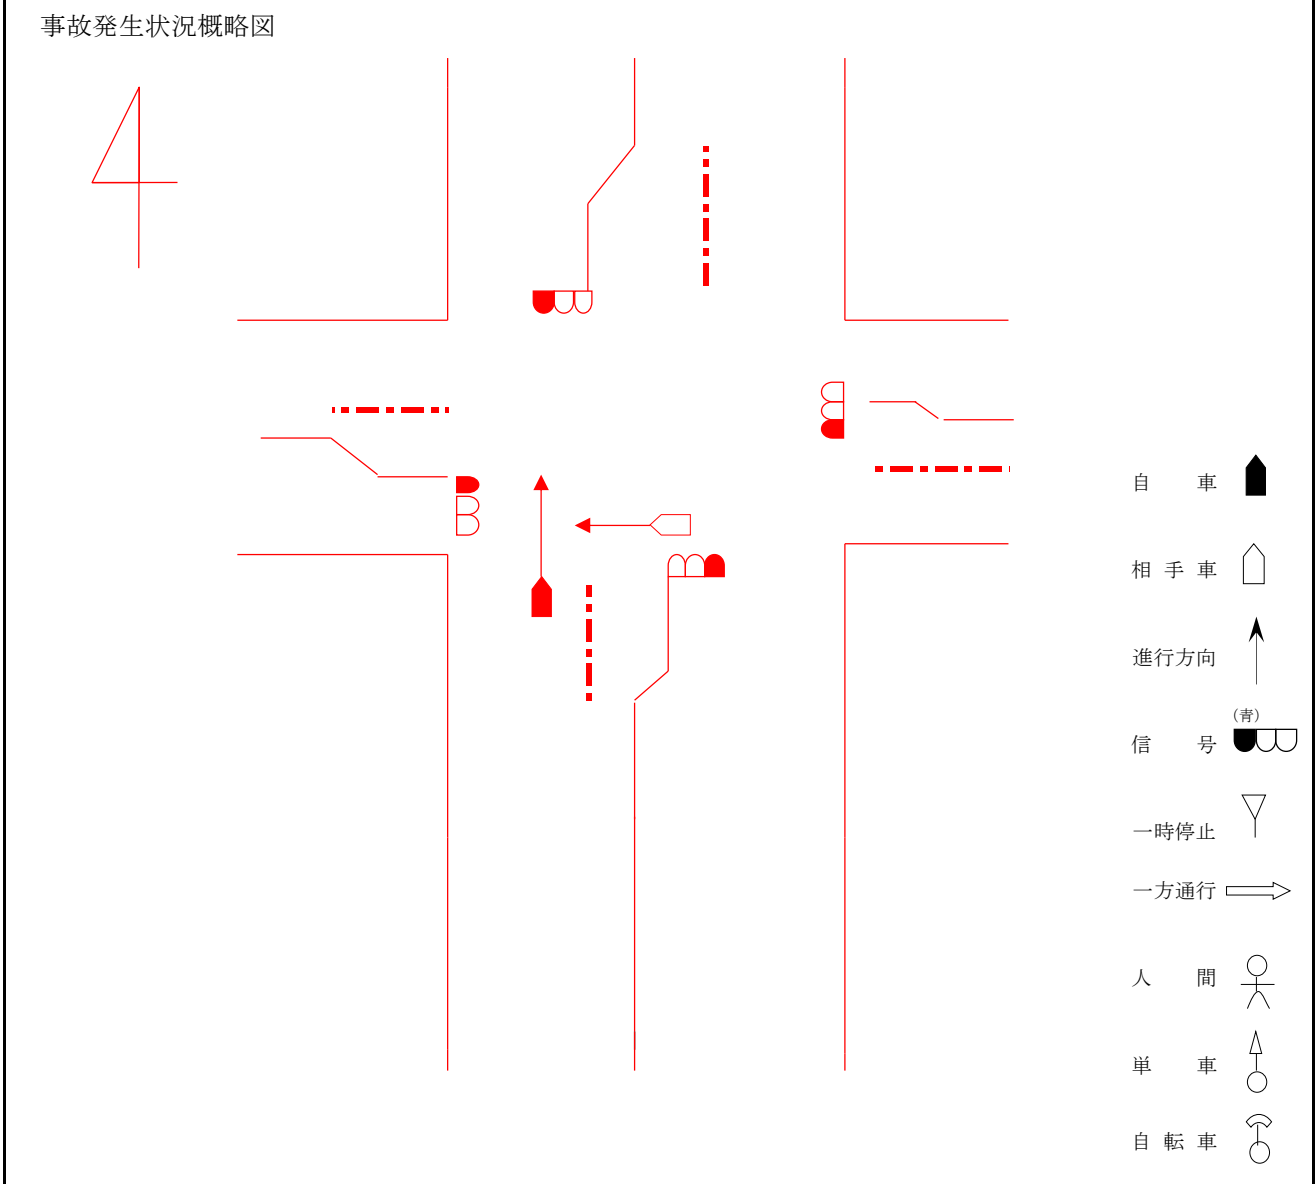 事故発生状況概略図
自車
相手車
進行方向
(青)
信号
一時停止
一方通行
人間
単車
自転車